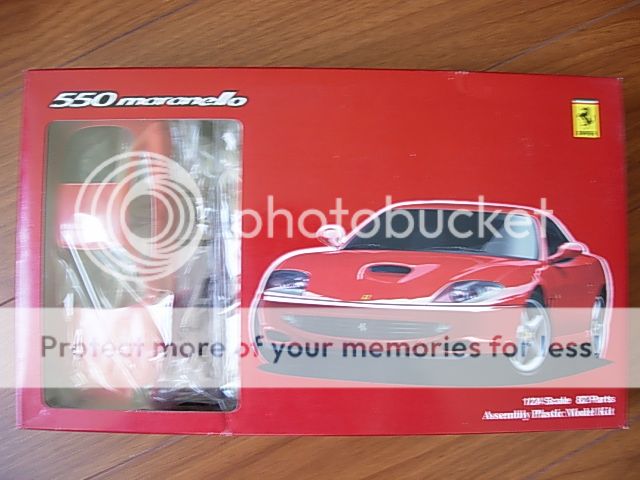 550 maranello
photobucket
Protect more of your memories for less!
Assembly Plastic Model Kit